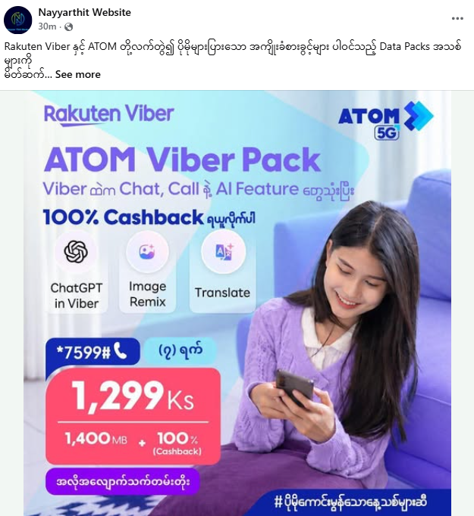 Nayyarthit Website
30m ·
Rakuten Viber နှင့် ATOM တို့လက်တွဲ၍ ပိုမိုများပြားသော အကျိုးခံစားခွင့်များ ပါဝင်သည့် Data Packs အသစ်
များကို
မိတ်ဆက်... See more
Rakuten Viber
ATOM
5G
ATOM Viber Pack
Viber ထဲက Chat, Call နဲ့ AI Feature တွေသုံးပြီး
100% Cashback ရယူလိုက်ပါ
ChatGPT
in Viber
Image
Remix
Translate
*7599#
(၇) ရက်
1,299 Ks
1,400 MB + 100%
(Cashback)
အလိုအလျောက်သက်တမ်းတိုး
#ပိုမိုကောင်းမွန်သောနေ့သစ်များဆီ